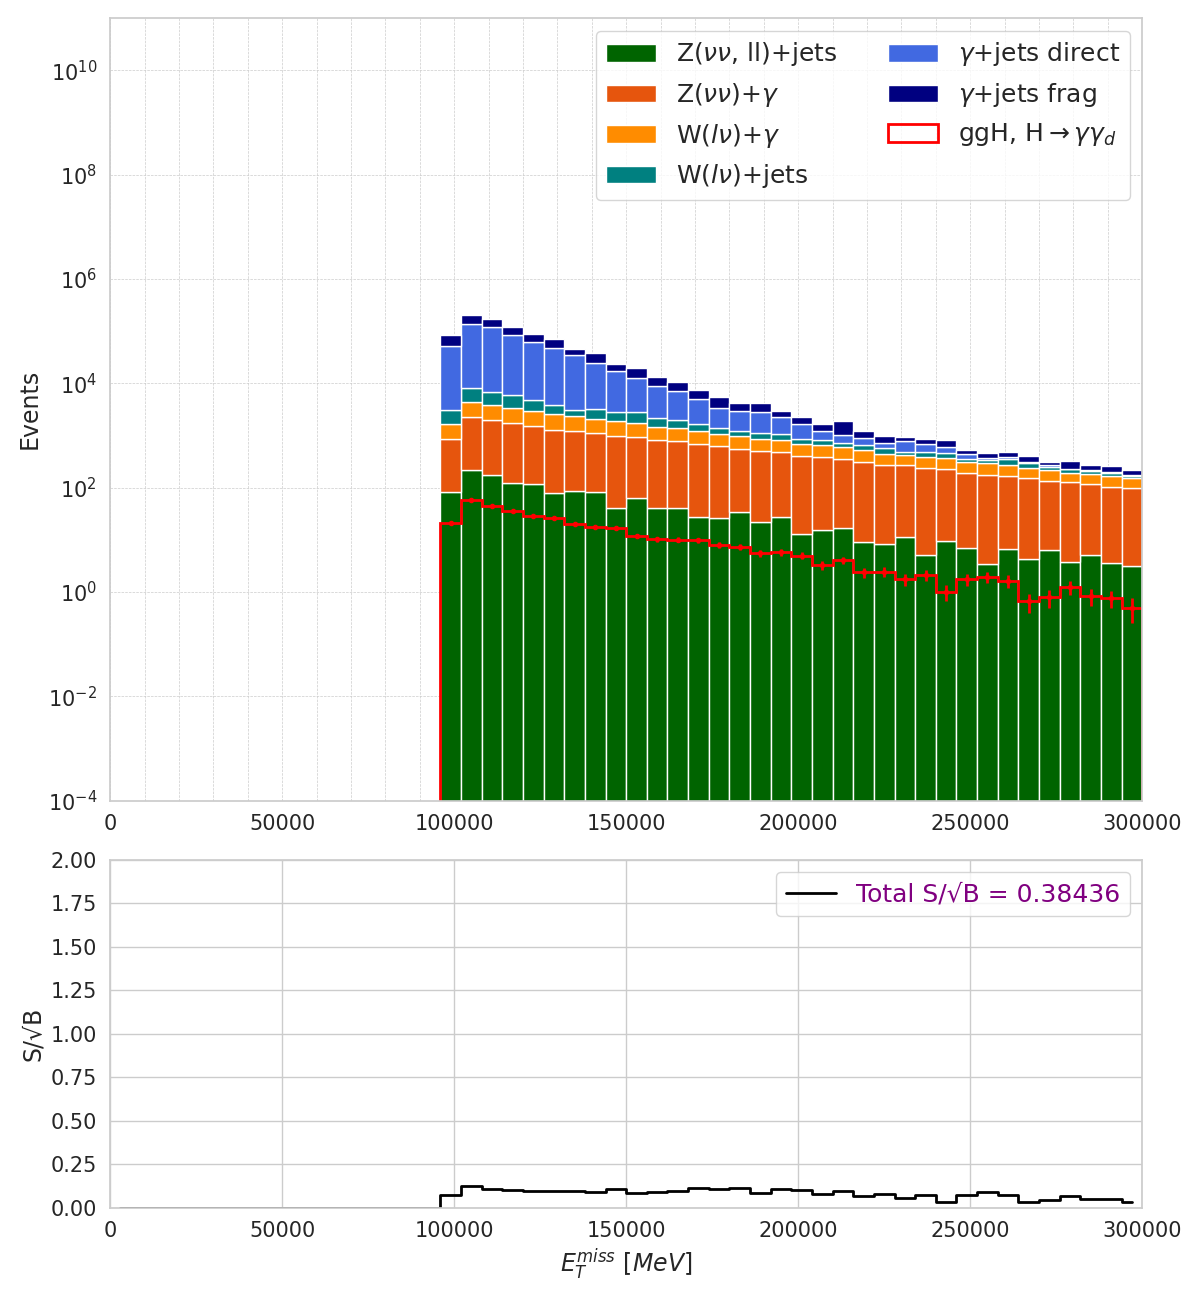 Z(νν, ll)+jets
Z(νν)+γ
W(lν)+γ
W(lν)+jets
γ+jets direct
γ+jets frag
ggH, H→γγ_d
Events
10^10
10^8
10^6
10^4
10^2
10^0
10^−2
10^−4
0 50000 100000 150000 200000 250000 300000
Total S/√B = 0.38436
S/√B
2.00
1.75
1.50
1.25
1.00
0.75
0.50
0.25
0.00
0 50000 100000 150000 200000 250000 300000
E_T^miss [MeV]